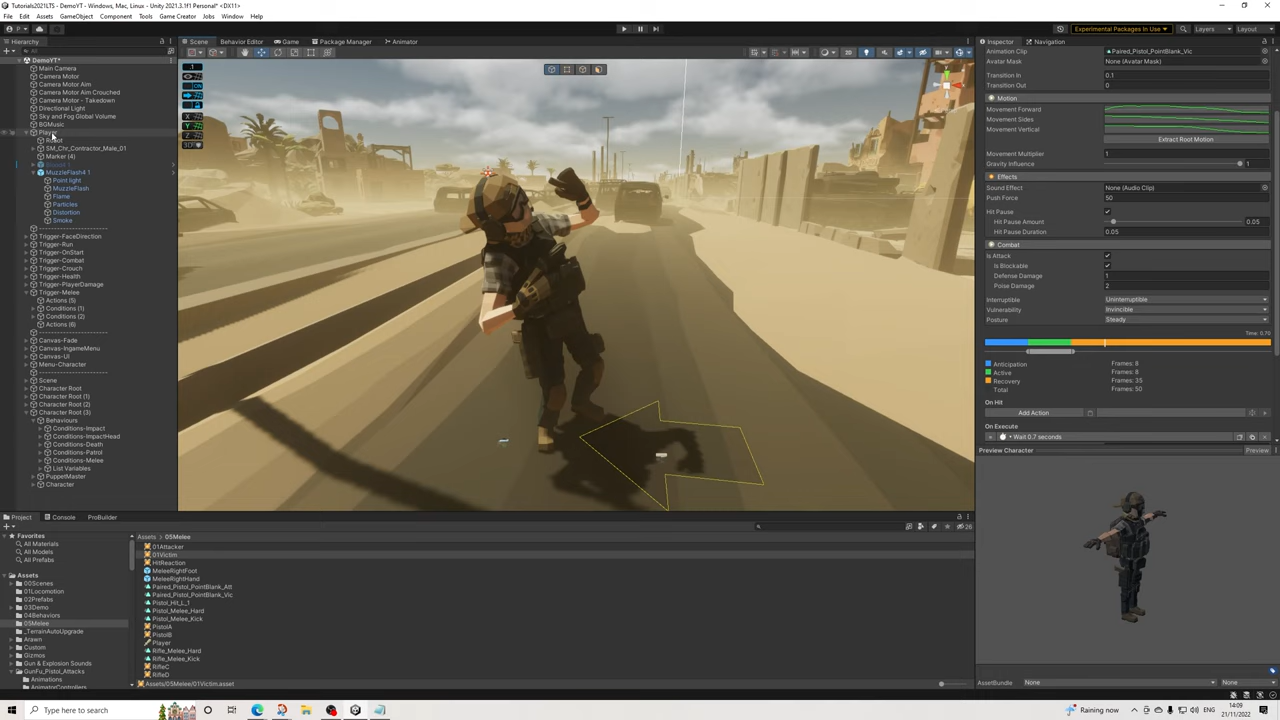 Tutorials2021LTS - DemoYT - Windows, Mac, Linux - Unity 2021.3.1f1 Personal* <DX11>
File Edit Assets GameObject Component Tools Game Creator Jobs Window Help
Experimental Packages In Use Layers Layout
Hierarchy
Scene Behavior Editor Game Package Manager Animator
Inspector Navigation
All
DemoYT*
Main Camera
Camera Motor
Camera Motor Aim
Camera Motor Aim Crouched
Camera Motor - Takedown
Directional Light
Sky and Fog Global Volume
BGMusic
Player
SM_Chr_Contractor_Male_01
Marker (4)
MuzzleFlash4 1
Point light
MuzzleFlash
Flame
Particles
Distortion
Smoke
-----------------------
Trigger-FaceDirection
Trigger-Run
Trigger-OnStart
Trigger-Combat
Trigger-Crouch
Trigger-Health
Trigger-PlayerDamage
Trigger-Melee
Actions (5)
Conditions (1)
Conditions (2)
Actions (6)
-----------------------
Canvas-Fade
Canvas-IngameMenu
Canvas-UI
Menu-Character
-----------------------
Scene
Character Root
Character Root (1)
Character Root (2)
Character Root (3)
Behaviours
Conditions-Impact
Conditions-ImpactHead
Conditions-Death
Conditions-Patrol
Conditions-Melee
List Variables
PuppetMaster
Character
.1
ON
X
Y
Z
3D
Animation Clip Paired_Pistol_PointBlank_Vic
Avatar Mask None (Avatar Mask)
Transition In 0.1
Transition Out 0
Motion
Movement Forward
Movement Sides
Movement Vertical
Extract Root Motion
Movement Multiplier 1
Gravity Influence 1
Effects
Sound Effect None (Audio Clip)
Push Force 50
Hit Pause
Hit Pause Amount 0.05
Hit Pause Duration 0.05
Combat
Is Attack
Is Blockable
Defense Damage 1
Poise Damage 2
Interruptible Uninterruptible
Vulnerability Invincible
Posture Steady
Time: 0.70
Anticipation Frames: 8
Active Frames: 8
Recovery Frames: 35
Total Frames: 50
On Hit
Add Action
On Execute
• Wait 0.7 seconds
Preview Character Preview
AssetBundle None None
Project Console ProBuilder
26
Favorites
All Materials
All Models
All Prefabs
Assets
00Scenes
01Locomotion
02Prefabs
03Demo
04Behaviors
05Melee
_TerrainAutoUpgrade
Arawn
Custom
Gizmos
Gun & Explosion Sounds
GunFu_Pistol_Attacks
Animations
AnimatorControllers
Assets > 05Melee
01Attacker
01Victim
HitReaction
MeleeRightFoot
MeleeRightHand
Paired_Pistol_PointBlank_Att
Paired_Pistol_PointBlank_Vic
Pistol_Hit_L_1
Pistol_Melee_Hard
Pistol_Melee_Kick
PistolA
PistolB
Player
Rifle_Melee_Hard
Rifle_Melee_Kick
RifleC
RifleD
Assets/05Melee/01Victim.asset
Type here to search
Raining now
ENG
14:09
21/11/2022